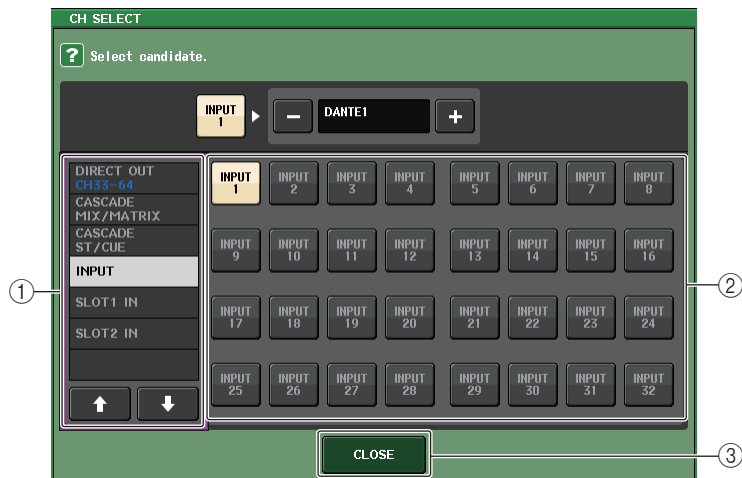 CH SELECT
? Select candidate.
INPUT
1
−
DANTE1
+
DIRECT OUT
CH33-64
CASCADE
MIX/MATRIX
CASCADE
ST/CUE
INPUT
SLOT1 IN
SLOT2 IN
INPUT 1
INPUT 2
INPUT 3
INPUT 4
INPUT 5
INPUT 6
INPUT 7
INPUT 8
INPUT 9
INPUT 10
INPUT 11
INPUT 12
INPUT 13
INPUT 14
INPUT 15
INPUT 16
INPUT 17
INPUT 18
INPUT 19
INPUT 20
INPUT 21
INPUT 22
INPUT 23
INPUT 24
INPUT 25
INPUT 26
INPUT 27
INPUT 28
INPUT 29
INPUT 30
INPUT 31
INPUT 32
CLOSE
①
②
③